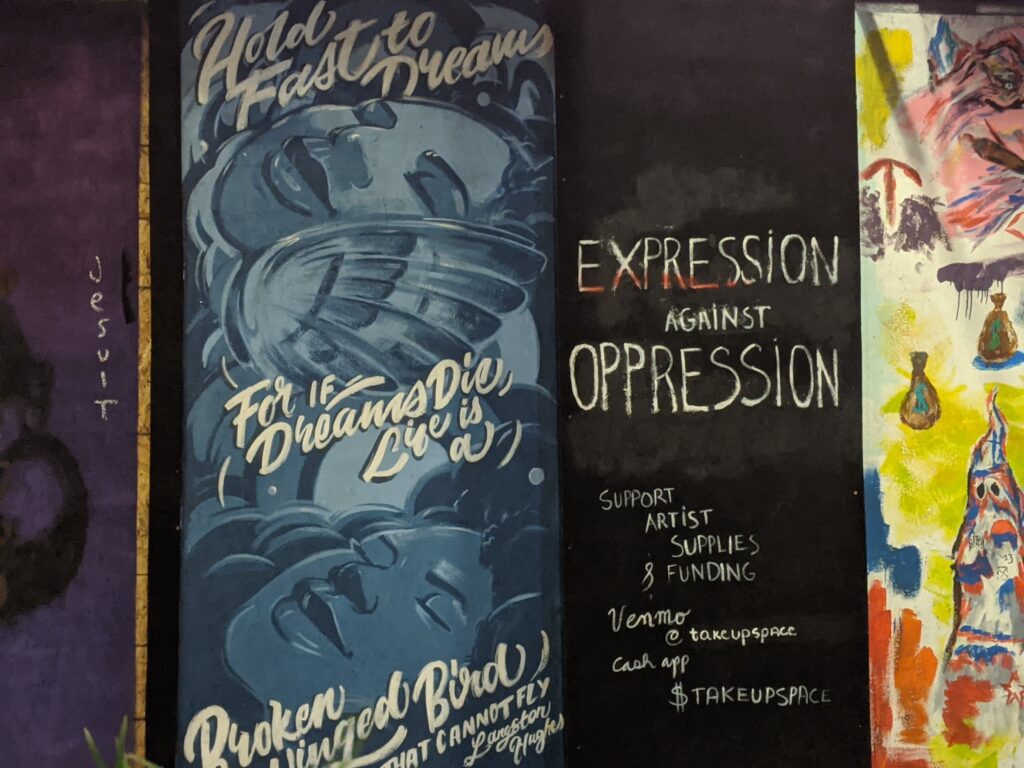 Jesuit
Hold
Fast to
Dreams
For IF
Dreams Die,
Life is
a
Broken
Winged Bird
THAT CANNOT FLY
Langston
Hughes
EXPRESSiON
AGAINST
OPPRESSiON
SUPPORT
ARTIST
SUPPLIES
& FUNDING
Venmo
@takeupspace
Cash app
$TAKEUPSPACE